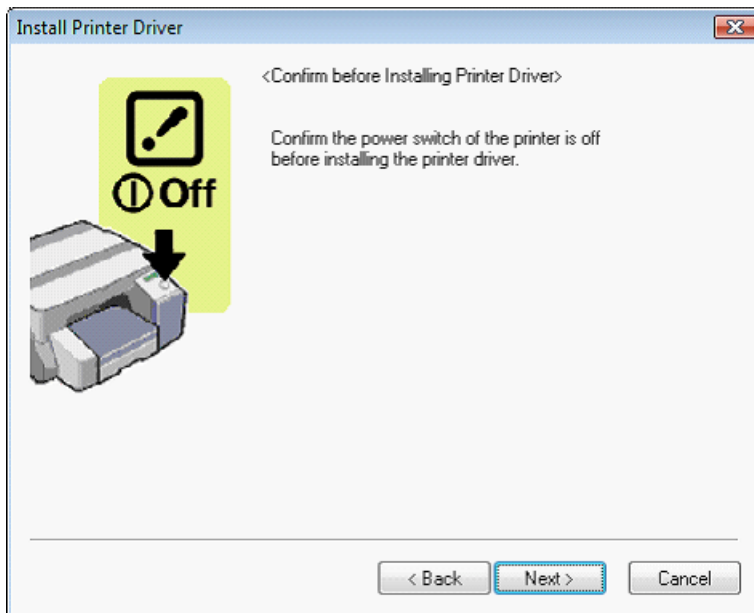 Install Printer Driver
<Confirm before Installing Printer Driver>
Confirm the power switch of the printer is off
before installing the printer driver.
Off
< Back
Next >
Cancel